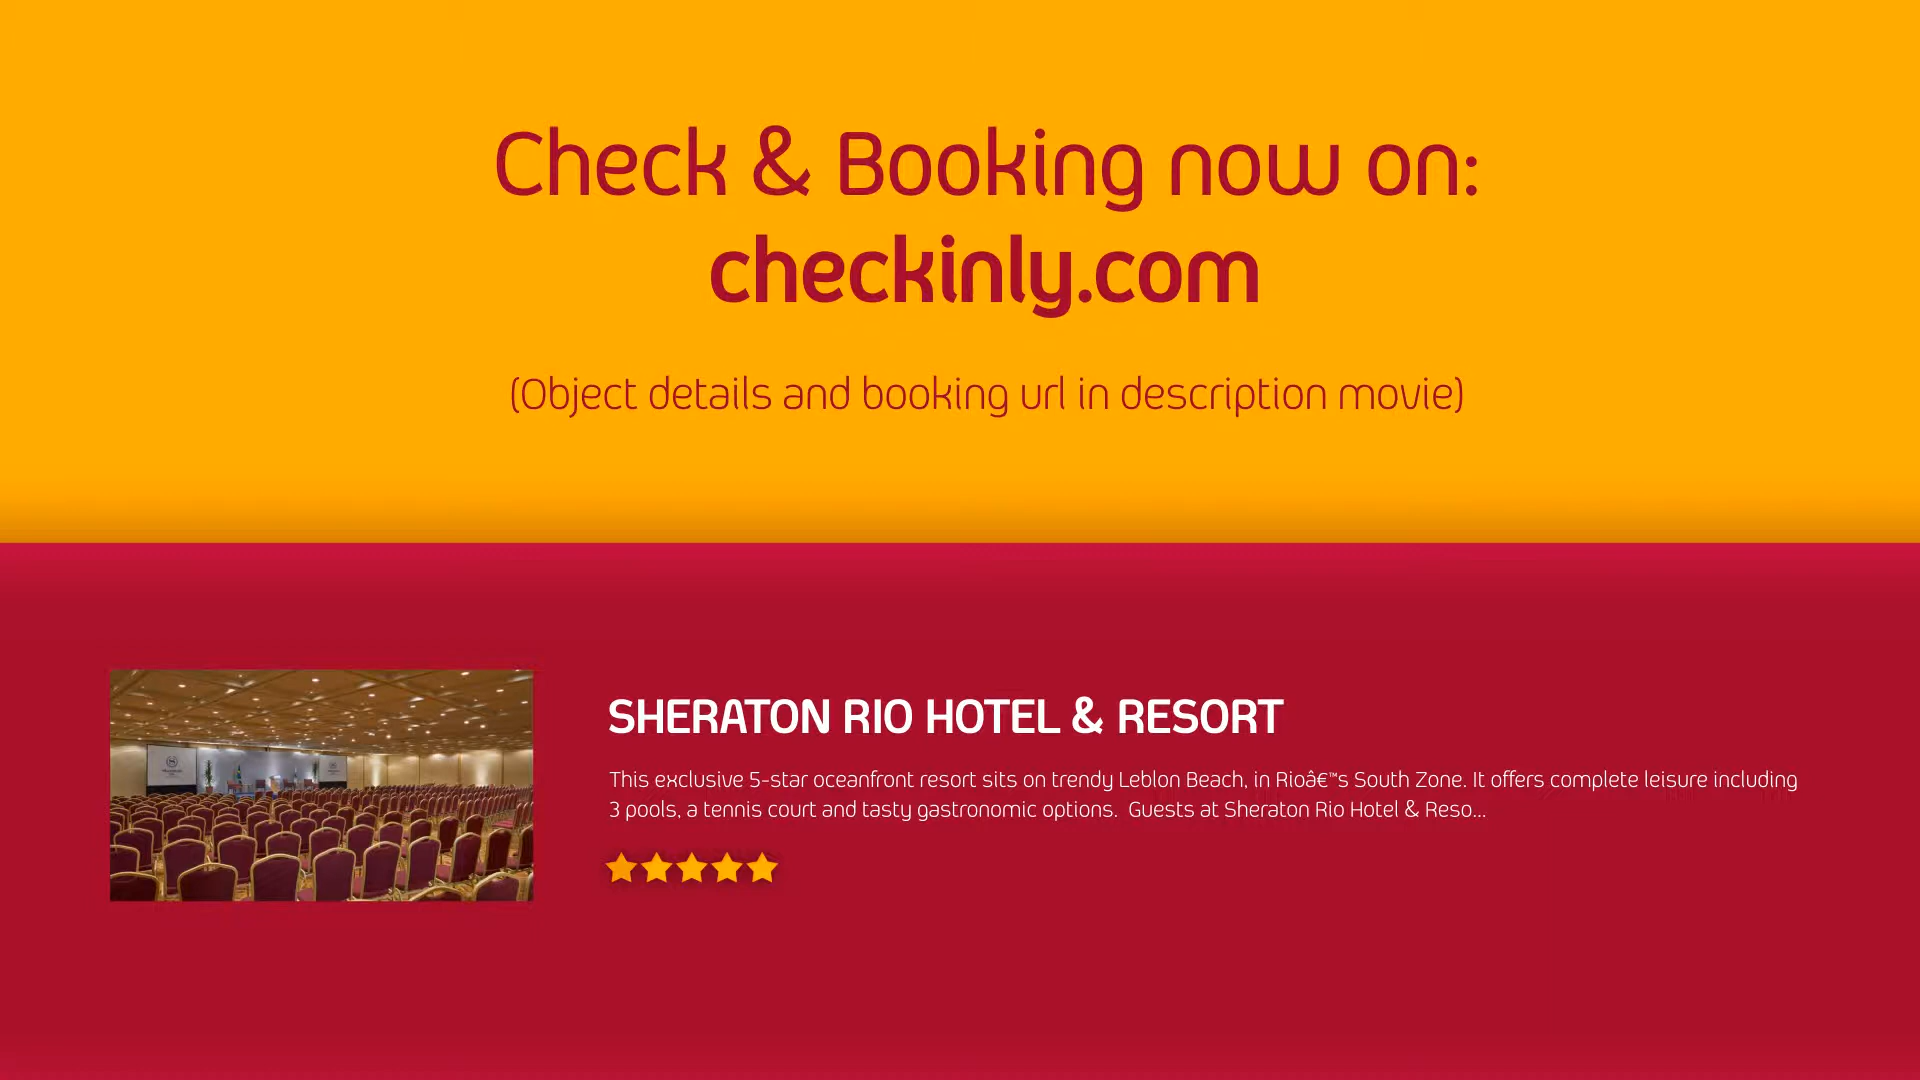 Check & Booking now on:
checkinly.com
(Object details and booking url in description movie)
SHERATON RIO HOTEL & RESORT
This exclusive 5-star oceanfront resort sits on trendy Leblon Beach, in Rioâ€™s South Zone. It offers complete leisure including
3 pools, a tennis court and tasty gastronomic options.  Guests at Sheraton Rio Hotel & Reso...